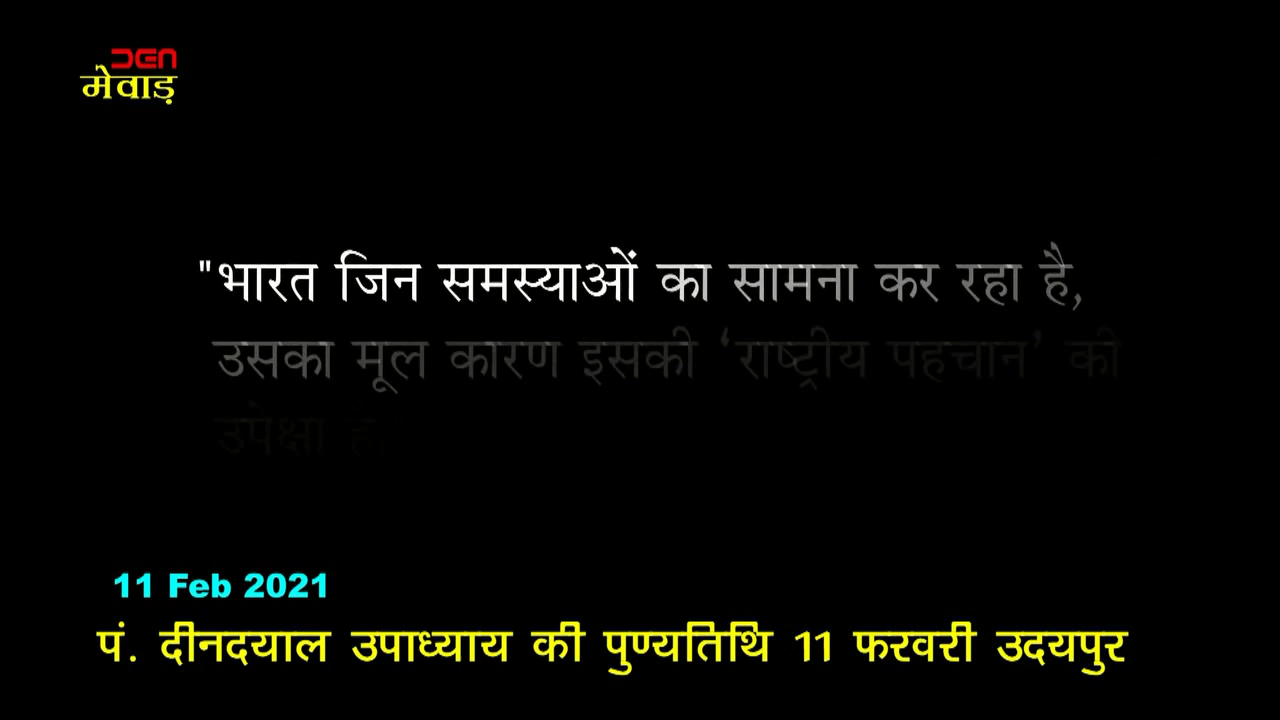 DEN
मेवाड़
"भारत जिन समस्याओं का सामना कर रहा है,
उसका मूल कारण इसकी ‘राष्ट्रीय पहचान’ की
उपेक्षा है.
11 Feb 2021
पं. दीनदयाल उपाध्याय की पुण्यतिथि 11 फरवरी उदयपुर